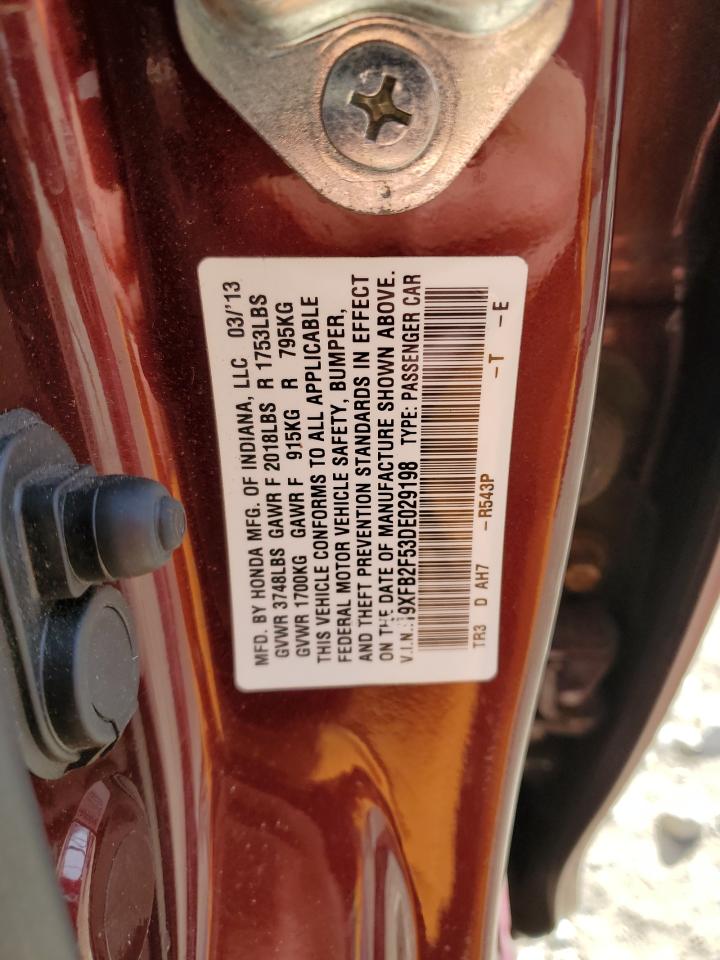 MFD. BY HONDA MFG. OF INDIANA, LLC 03/'13
GVWR 3748LBS GAWR F 2018LBS R 1753LBS
GVWR 1700KG GAWR F 915KG R 795KG
THIS VEHICLE CONFORMS TO ALL APPLICABLE
FEDERAL MOTOR VEHICLE SAFETY, BUMPER,
AND THEFT PREVENTION STANDARDS IN EFFECT
ON THE DATE OF MANUFACTURE SHOWN ABOVE.
V.I.N.:19XFB2F53DE029198 TYPE: PASSENGER CAR
TR3 D AH7 -R543P -T -E